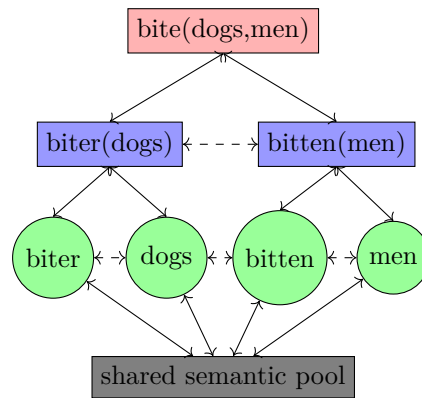 bite(dogs,men)
biter(dogs)
bitten(men)
biter
dogs
bitten
men
shared semantic pool